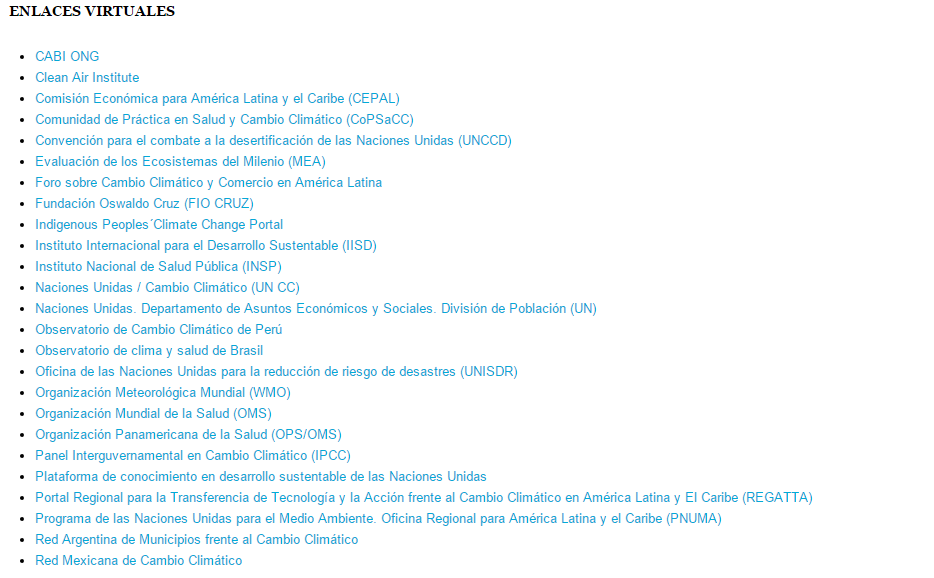 ENLACES VIRTUALES
CABI ONG
Clean Air Institute
Comisión Económica para América Latina y el Caribe (CEPAL)
Comunidad de Práctica en Salud y Cambio Climático (CoPSaCC)
Convención para el combate a la desertificación de las Naciones Unidas (UNCCD)
Evaluación de los Ecosistemas del Milenio (MEA)
Foro sobre Cambio Climático y Comercio en América Latina
Fundación Oswaldo Cruz (FIO CRUZ)
Indigenous Peoples´Climate Change Portal
Instituto Internacional para el Desarrollo Sustentable (IISD)
Instituto Nacional de Salud Pública (INSP)
Naciones Unidas / Cambio Climático (UN CC)
Naciones Unidas. Departamento de Asuntos Económicos y Sociales. División de Población (UN)
Observatorio de Cambio Climático de Perú
Observatorio de clima y salud de Brasil
Oficina de las Naciones Unidas para la reducción de riesgo de desastres (UNISDR)
Organización Meteorológica Mundial (WMO)
Organización Mundial de la Salud (OMS)
Organización Panamericana de la Salud (OPS/OMS)
Panel Interguvernamental en Cambio Climático (IPCC)
Plataforma de conocimiento en desarrollo sustentable de las Naciones Unidas
Portal Regional para la Transferencia de Tecnología y la Acción frente al Cambio Climático en América Latina y El Caribe (REGATTA)
Programa de las Naciones Unidas para el Medio Ambiente. Oficina Regional para América Latina y el Caribe (PNUMA)
Red Argentina de Municipios frente al Cambio Climático
Red Mexicana de Cambio Climático